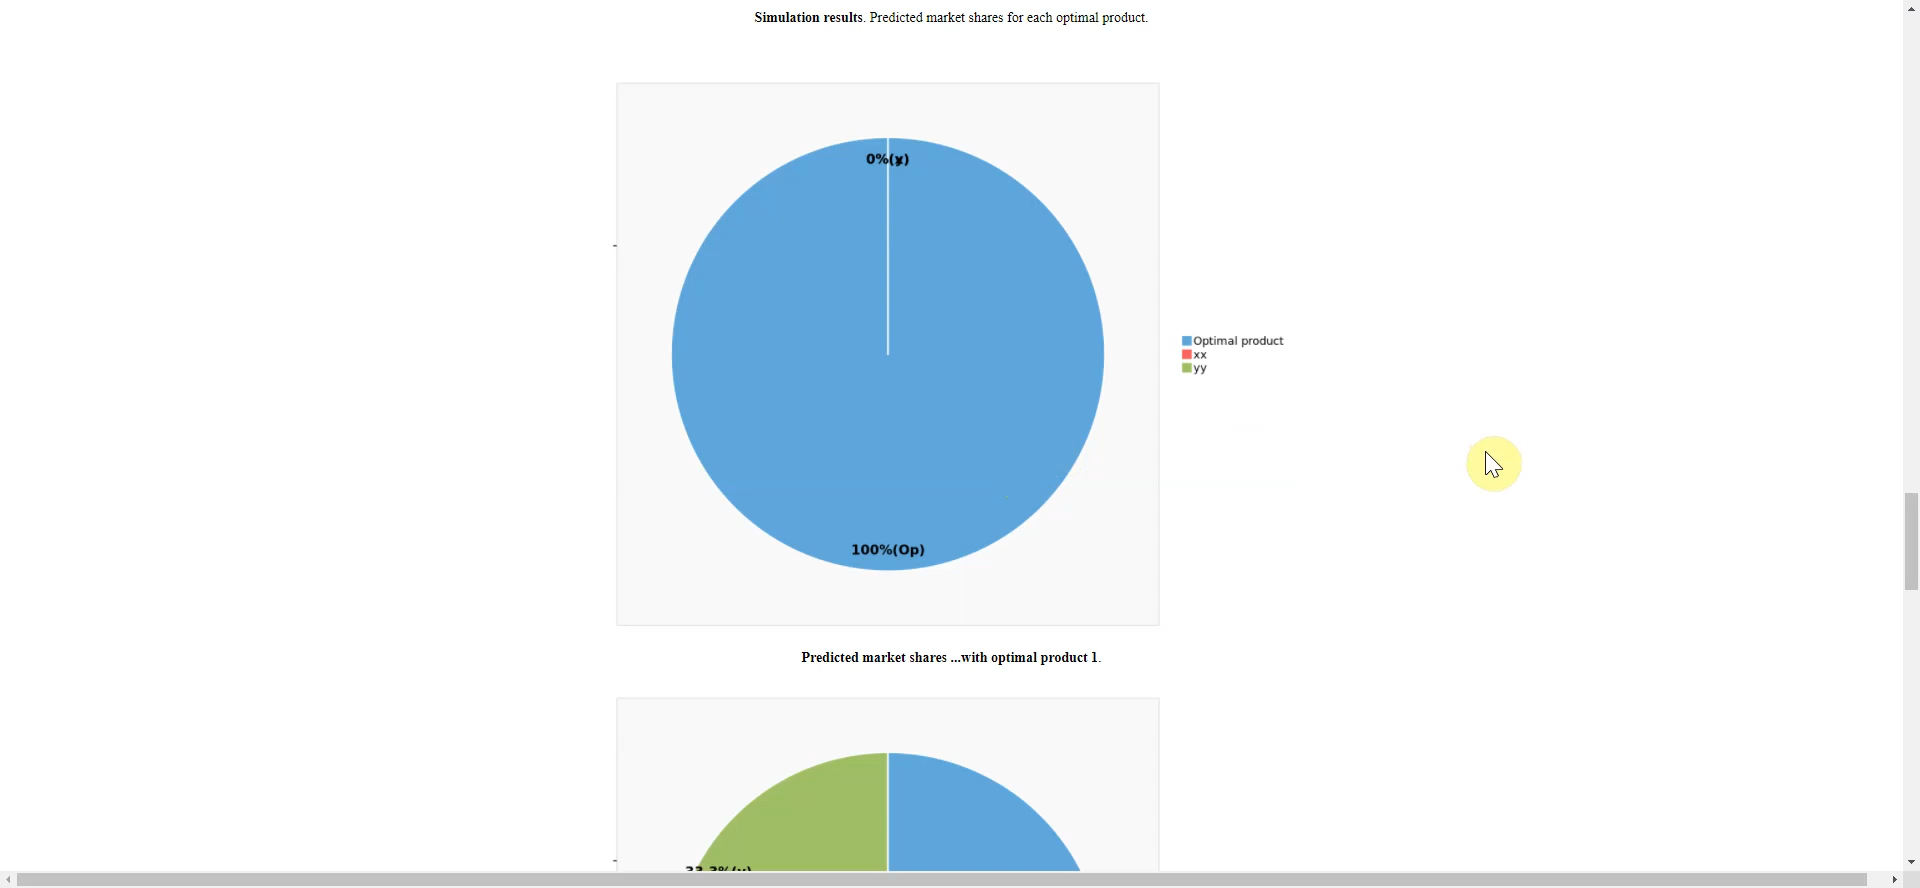 Simulation results. Predicted market shares for each optimal product.
100%(Op)
Optimal product
xx
yy
Predicted market shares ...with optimal product 1.